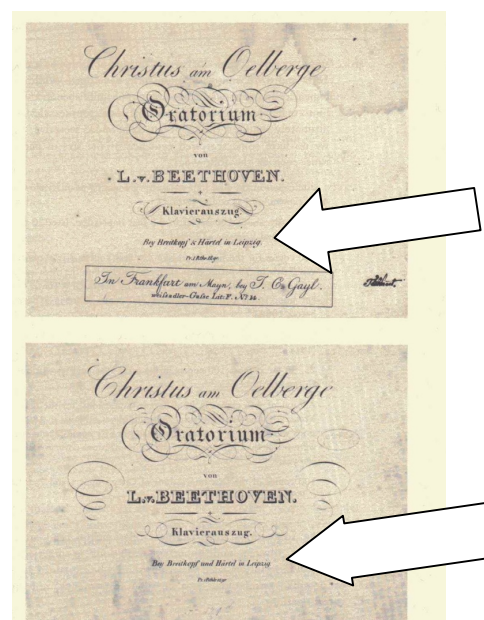 Christus am Oelberge
Oratorium
von
L. v. BEETHOVEN.
Klavierauszug.
Bey Breitkopf & Härtel in Leipzig.
In Frankfurt am Mayn, bey J. C. Gayl.
Christus am Oelberge
Oratorium
von
L. v. BEETHOVEN.
Klavierauszug.
Bey Breitkopf und Härtel in Leipzig